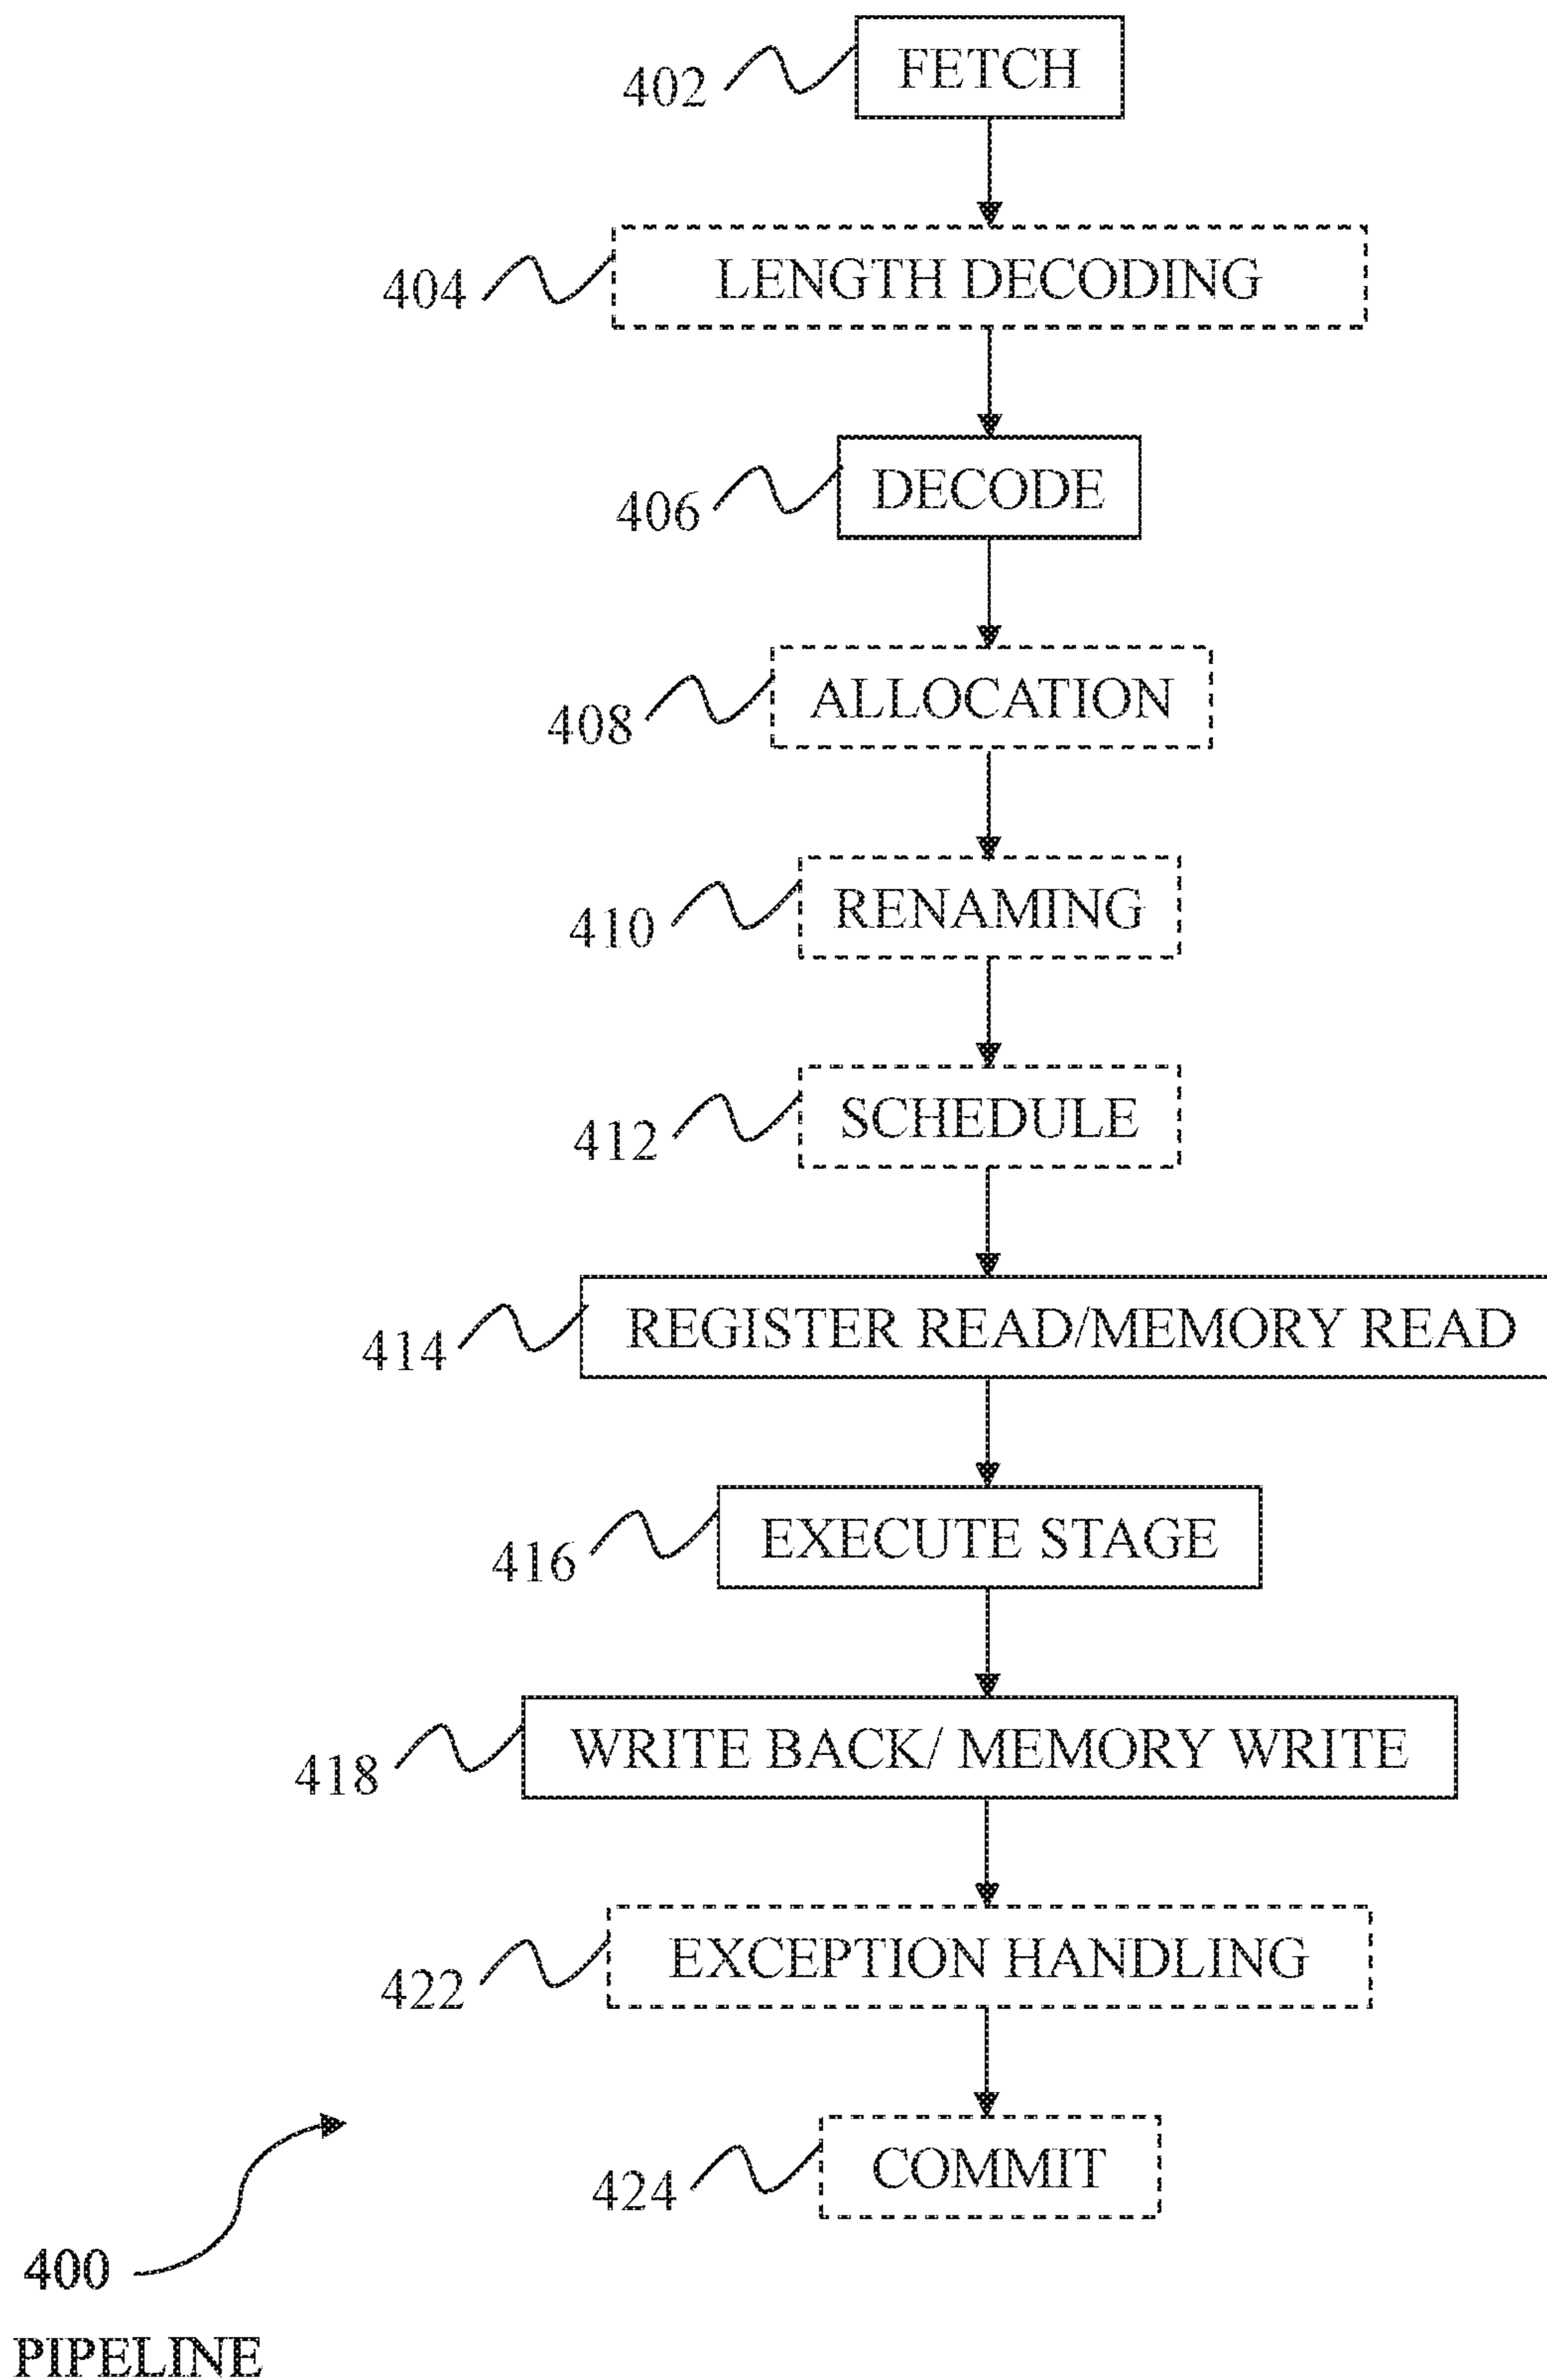 402 FETCH
404 LENGTH DECODING
406 DECODE
408 ALLOCATION
410 RENAMING
412 SCHEDULE
414 REGISTER READ/MEMORY READ
416 EXECUTE STAGE
418 WRITE BACK/ MEMORY WRITE
422 EXCEPTION HANDLING
424 COMMIT
400
PIPELINE